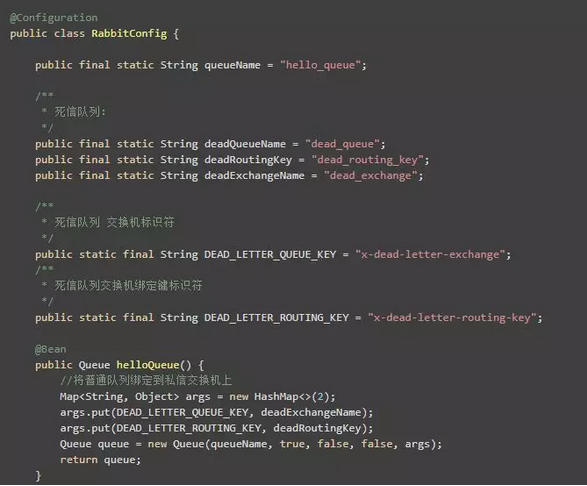 @Configuration
public class RabbitConfig {
public final static String queueName = "hello_queue";
/**
* 死信队列:
*/
public final static String deadQueueName = "dead_queue";
public final static String deadRoutingKey = "dead_routing_key";
public final static String deadExchangeName = "dead_exchange";
/**
* 死信队列 交换机标识符
*/
public static final String DEAD_LETTER_QUEUE_KEY = "x-dead-letter-exchange";
/**
* 死信队列交换机绑定键标识符
*/
public static final String DEAD_LETTER_ROUTING_KEY = "x-dead-letter-routing-key";
@Bean
public Queue helloQueue() {
//将普通队列绑定到私信交换机上
Map<String, Object> args = new HashMap<>(2);
args.put(DEAD_LETTER_QUEUE_KEY, deadExchangeName);
args.put(DEAD_LETTER_ROUTING_KEY, deadRoutingKey);
Queue queue = new Queue(queueName, true, false, false, args);
return queue;
}